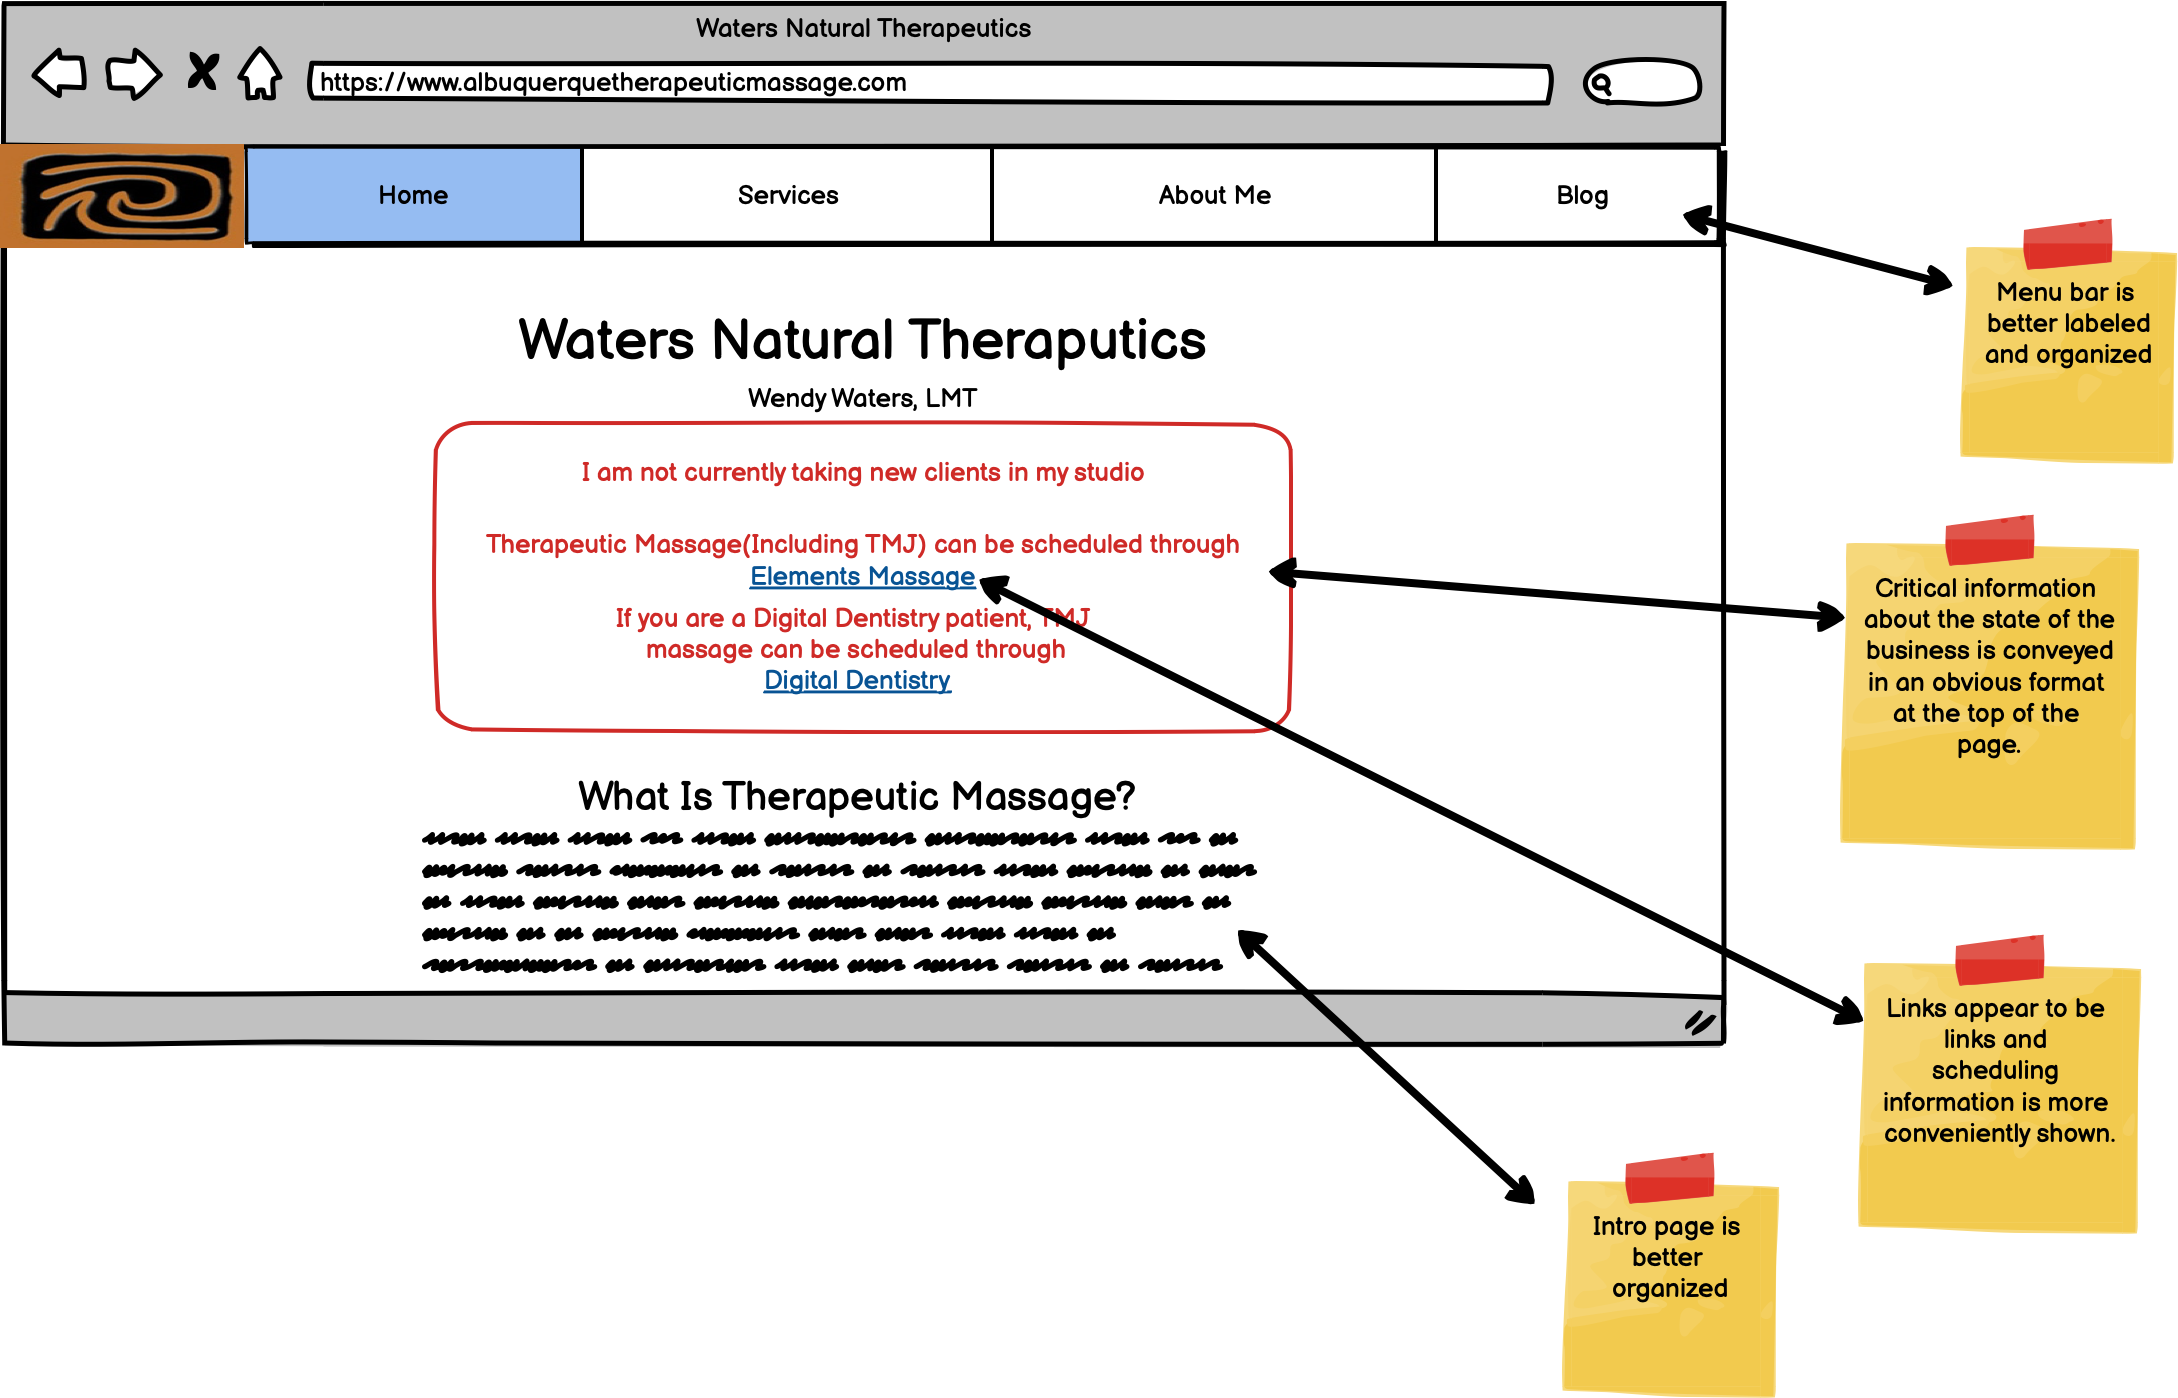 Waters Natural Therapeutics
https://www.albuquerquetherapeuticmassage.com
Home
Services
About Me
Blog
Waters Natural Theraputics
Wendy Waters, LMT
I am not currently taking new clients in my studio
Therapeutic Massage(Including TMJ) can be scheduled through
Elements Massage
If you are a Digital Dentistry patient, TMJ
massage can be scheduled through
Digital Dentistry
What Is Therapeutic Massage?
Menu bar is
better labeled
and organized
Critical information
about the state of the
business is conveyed
in an obvious format
at the top of the
page.
Links appear to be
links and
scheduling
information is more
conveniently shown.
Intro page is
better
organized